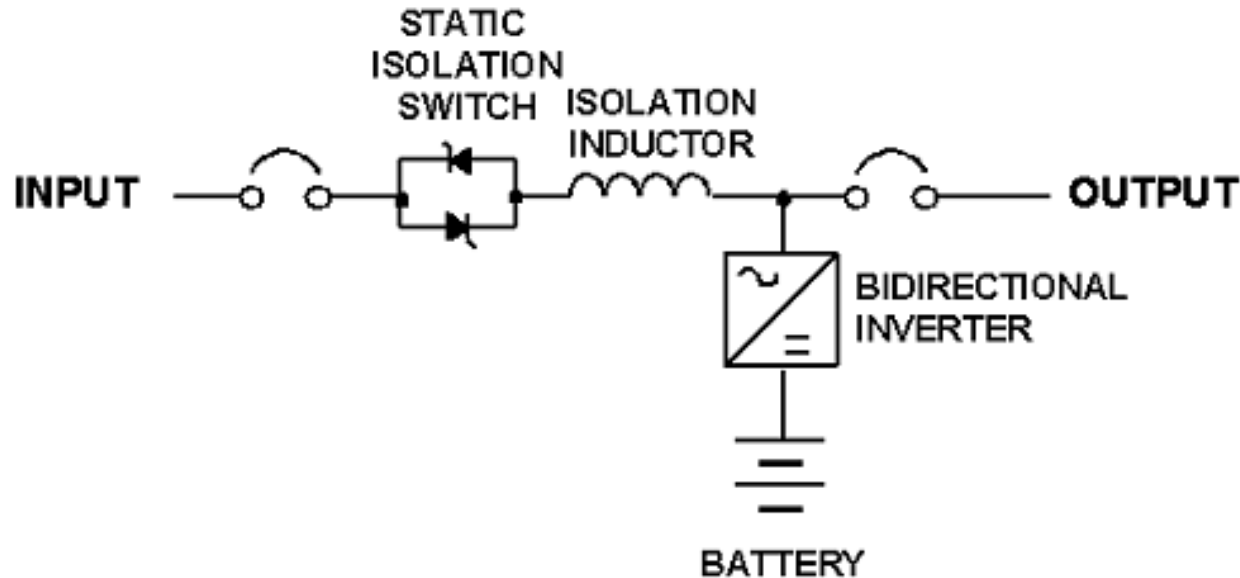 STATIC
ISOLATION
SWITCH
ISOLATION
INDUCTOR
INPUT
OUTPUT
BIDIRECTIONAL
INVERTER
BATTERY